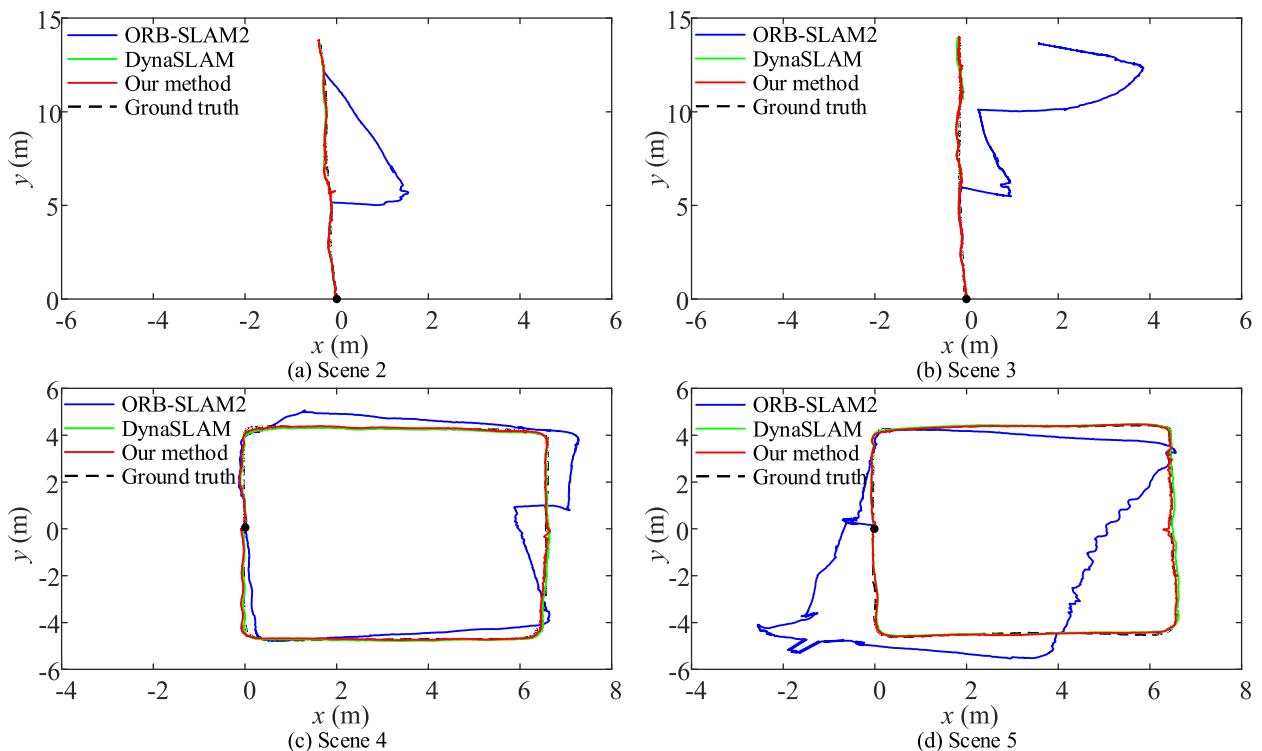 15
10
5
0
y (m)
ORB-SLAM2
DynaSLAM
Our method
Ground truth
-6 -4 -2 0 2 4 6
x (m)
(a) Scene 2
15
10
5
0
y (m)
ORB-SLAM2
DynaSLAM
Our method
Ground truth
-6 -4 -2 0 2 4 6
x (m)
(b) Scene 3
6
4
2
0
-2
-4
-6
y (m)
ORB-SLAM2
DynaSLAM
Our method
Ground truth
-4 -2 0 2 4 6 8
x (m)
(c) Scene 4
6
4
2
0
-2
-4
-6
y (m)
ORB-SLAM2
DynaSLAM
Our method
Ground truth
-4 -2 0 2 4 6 8
x (m)
(d) Scene 5